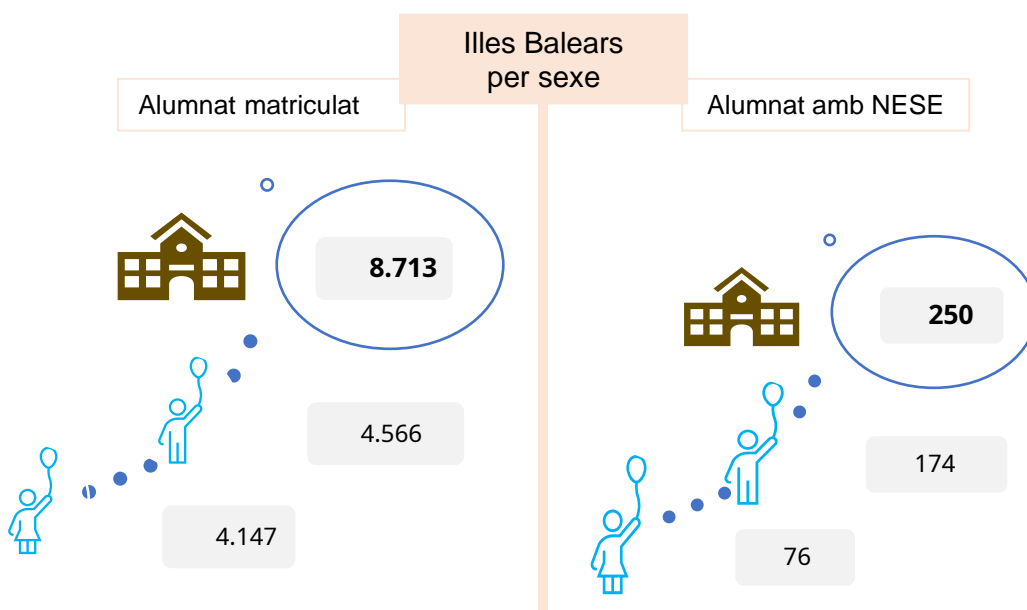 Illes Balears
per sexe
Alumnat matriculat
8.713
4.566
4.147
Alumnat amb NESE
250
174
76